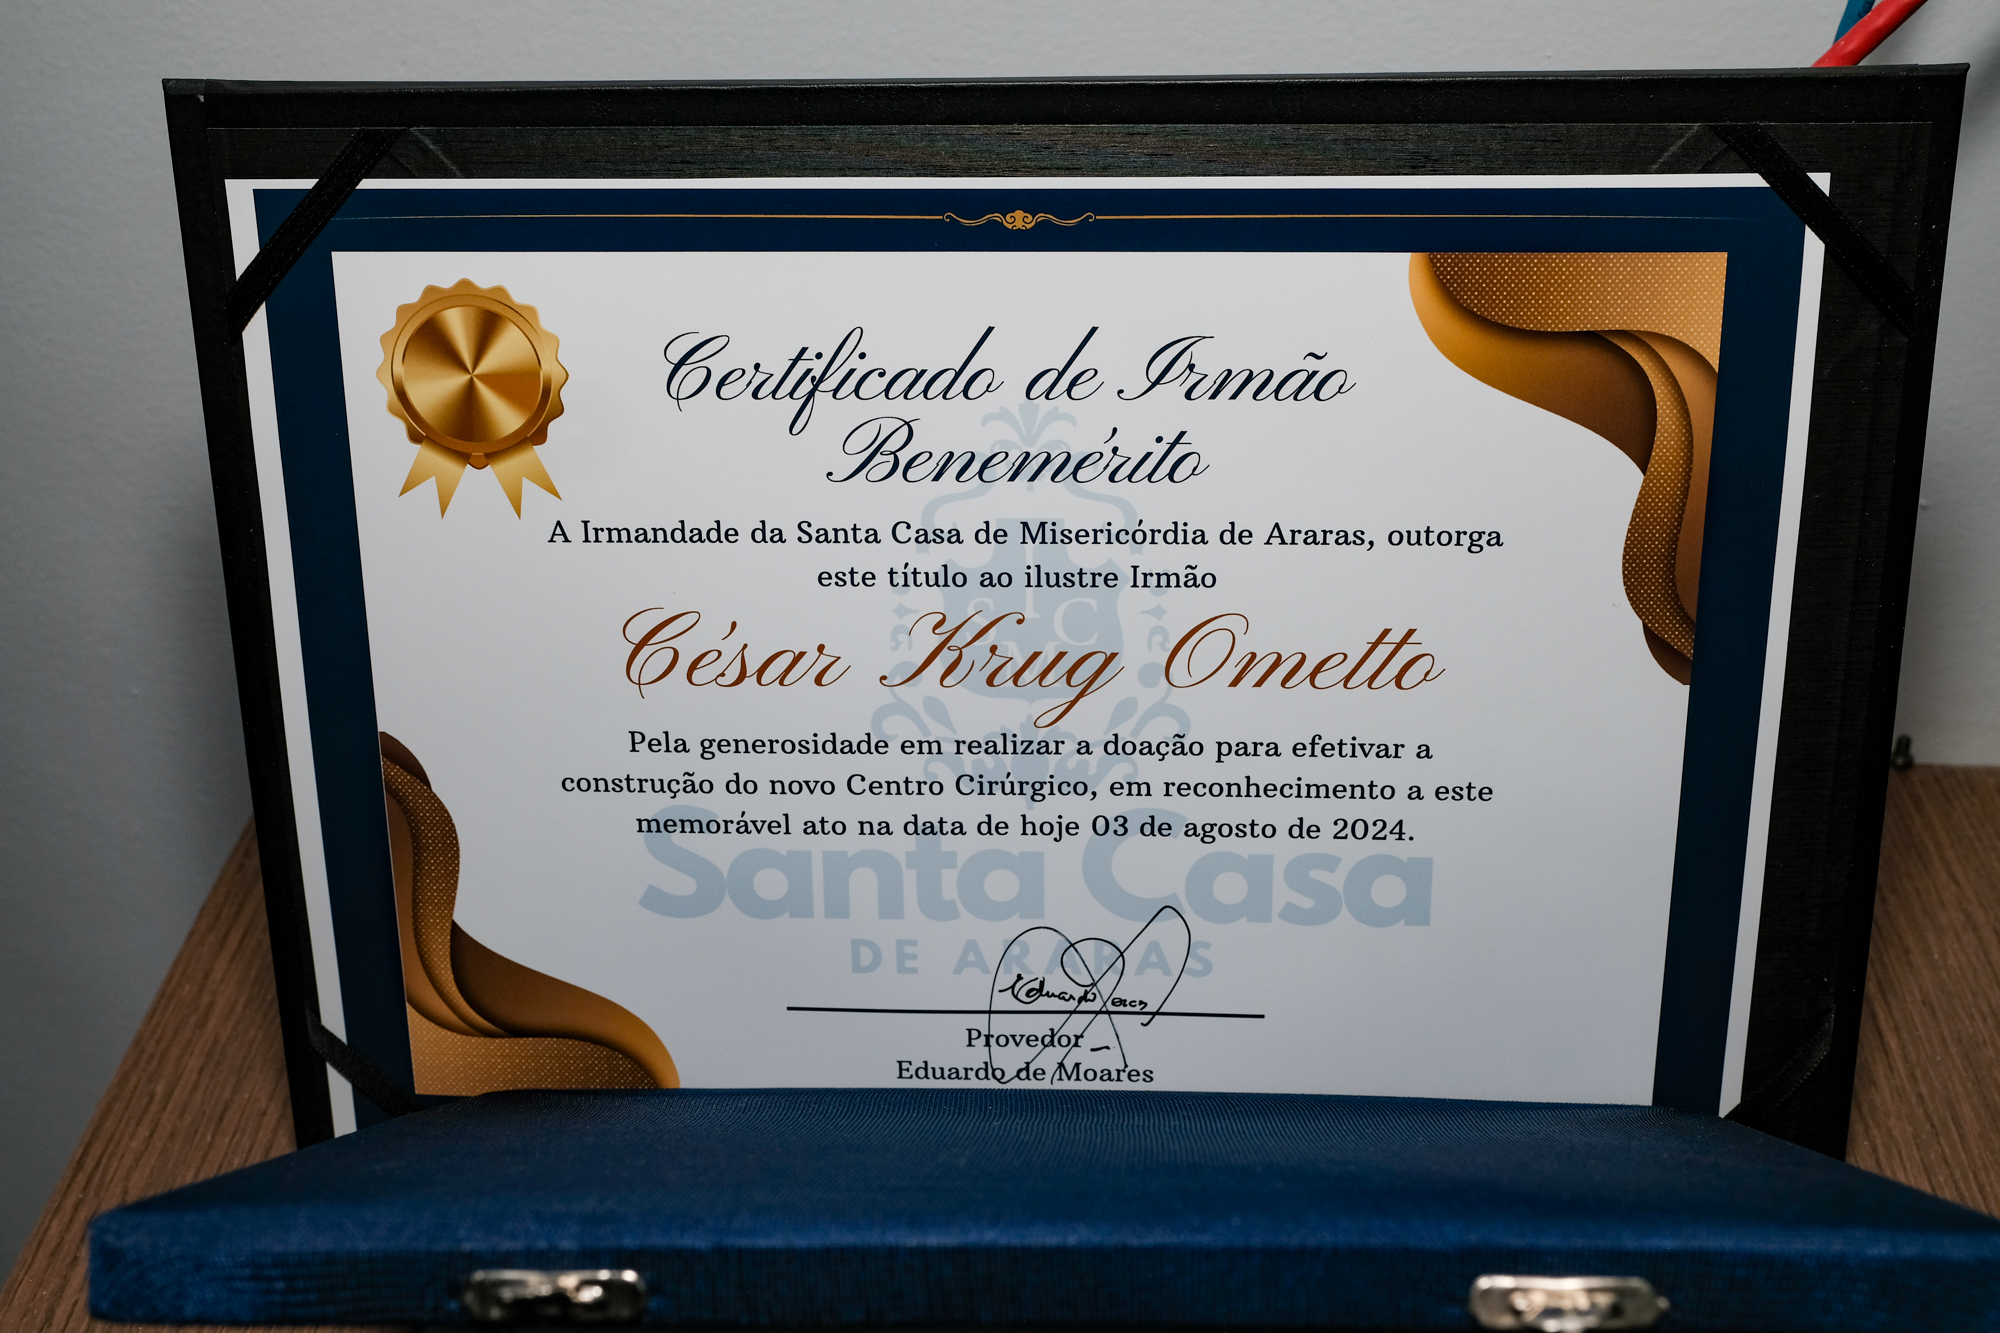 Certificado de Irmão
Benemérito
A Irmandade da Santa Casa de Misericórdia de Araras, outorga
este título ao ilustre Irmão
César Krug Ometto
Pela generosidade em realizar a doação para efetivar a
construção do novo Centro Cirúrgico, em reconhecimento a este
memorável ato na data de hoje 03 de agosto de 2024.
Santa Casa
DE ARARAS
Eduardo
Provedor
Eduardo de Moares